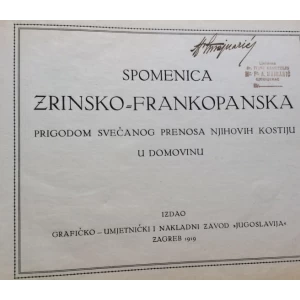 SPOMENICA
ZRINSKO-FRANKOPANSKA
PRIGODOM SVEČANOG PRENOSA NJIHOVIH KOSTIJU
U DOMOVINU
IZDAO
GRAFIČKO-UMJETNIČKI I NAKLADNI ZAVOD »JUGOSLAVIJA«
ZAGREB 1919